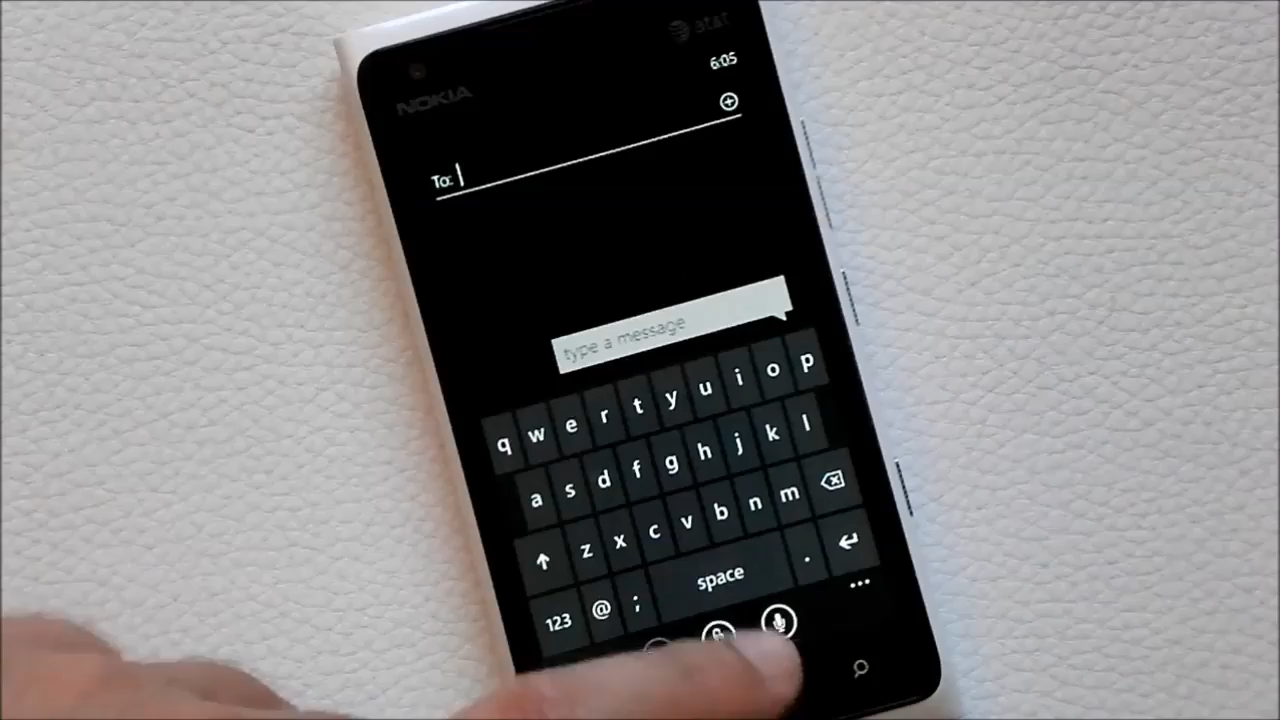 at&t
6:05
NOKIA
To:
type a message
q w e r t y u i o p
a s d f g h j k l
z x c v b n m
123 @ ; space .